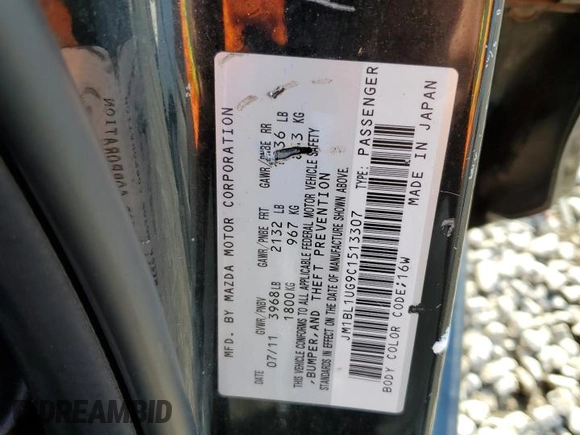 MFD. BY MAZDA MOTOR CORPORATION
DATE GVWR/PNBV GAWR/PNBE FRT GAWR/PNBE RR
07/11 3968LB 2132 LB 36 LB
1800KG 967 KG 3 KG
THIS VEHICLE CONFORMS TO ALL APPLICABLE FEDERAL MOTOR VEHICLE SAFETY
,BUMPER,AND THEFT PREVENTION
STANDARDS IN EFFECT ON THE DATE OF MANUFACTURE SHOWN ABOVE.
JM1BL1UG9C1513307 TYPE: PASSENGER
BODY COLOR CODE;16W MADE IN JAPAN
DREAMBID